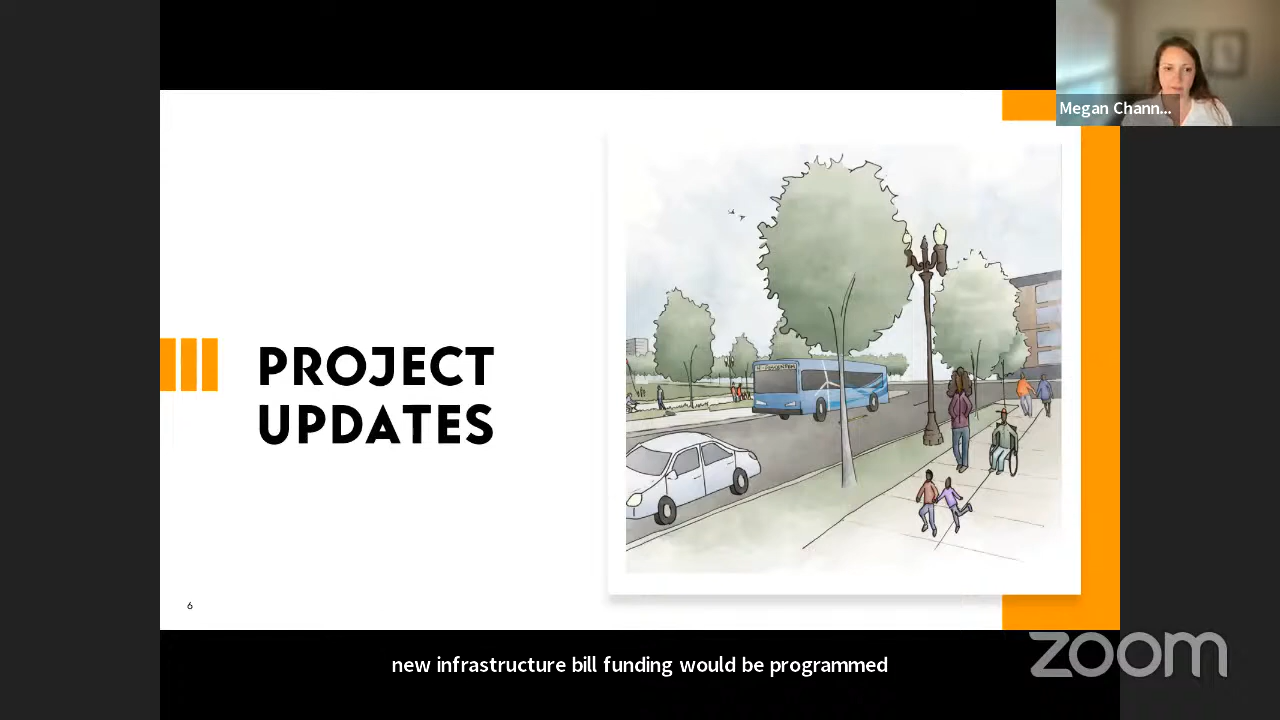 Megan Chann...
PROJECT
UPDATES
6
new infrastructure bill funding would be programmed
zoom